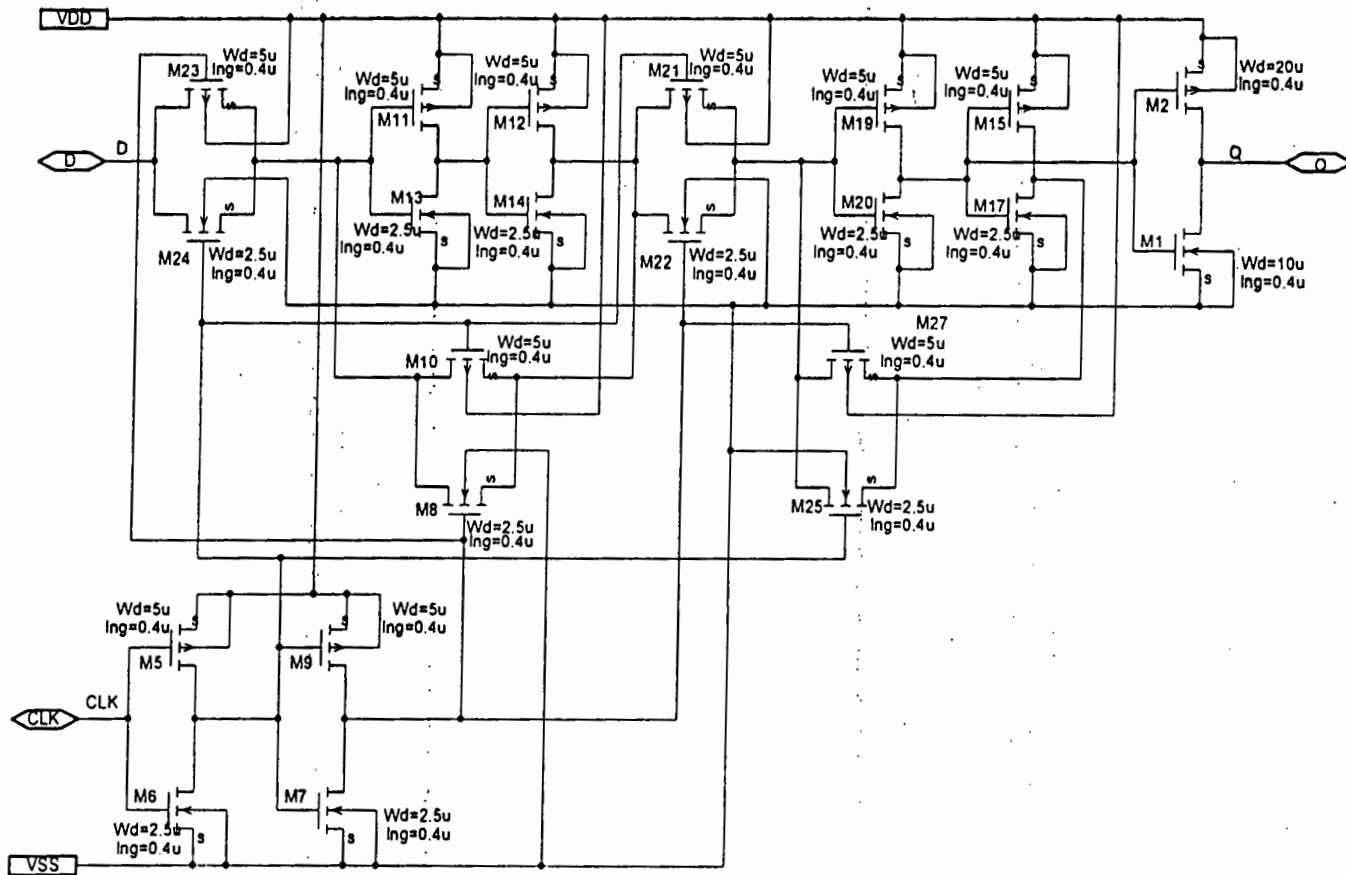 VDD
M23
Wd=5u
lng=0.4u
Wd=5u
lng=0.4u
M11
Wd=5u
lng=0.4u
M12
Wd=5u
lng=0.4u
M21
Wd=5u
lng=0.4u
M19
Wd=5u
lng=0.4u
M15
Wd=20u
lng=0.4u
M2
S
S
S
S
S
S
S
D
D
Q
Q
M24
Wd=2.5u
lng=0.4u
S
M13
Wd=2.5u
lng=0.4u
S
M14
Wd=2.5u
lng=0.4u
S
M22
Wd=2.5u
lng=0.4u
S
M20
Wd=2.5u
lng=0.4u
S
M17
Wd=2.5u
lng=0.4u
S
M1
Wd=10u
lng=0.4u
S
M10
Wd=5u
lng=0.4u
S
M27
Wd=5u
lng=0.4u
S
M8
Wd=2.5u
lng=0.4u
S
M25
Wd=2.5u
lng=0.4u
S
Wd=5u
lng=0.4u
M5
S
Wd=5u
lng=0.4u
M9
S
CLK
CLK
M6
Wd=2.5u
lng=0.4u
S
M7
Wd=2.5u
lng=0.4u
S
VSS